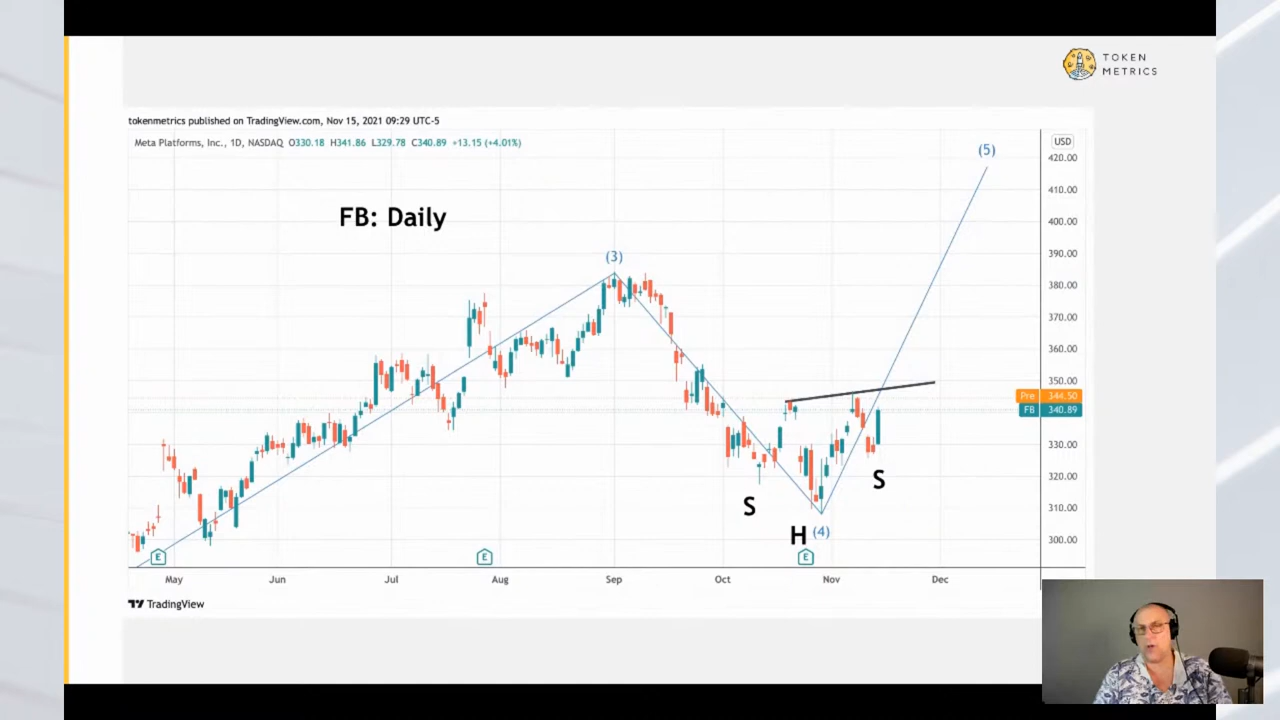 TOKEN
METRICS
tokenmetrics published on TradingView.com, Nov 15, 2021 09:29 UTC-5
Meta Platforms, Inc., 1D, NASDAQ O330.18 H341.86 L329.78 C340.89 +13.15 (+4.01%)
USD
(5)
420.00
410.00
FB: Daily
400.00
(3)
390.00
380.00
370.00
360.00
350.00
Pre 344.50
FB 340.89
330.00
S
320.00
S
310.00
H (4)
300.00
E E E
May Jun Jul Aug Sep Oct Nov Dec
TradingView